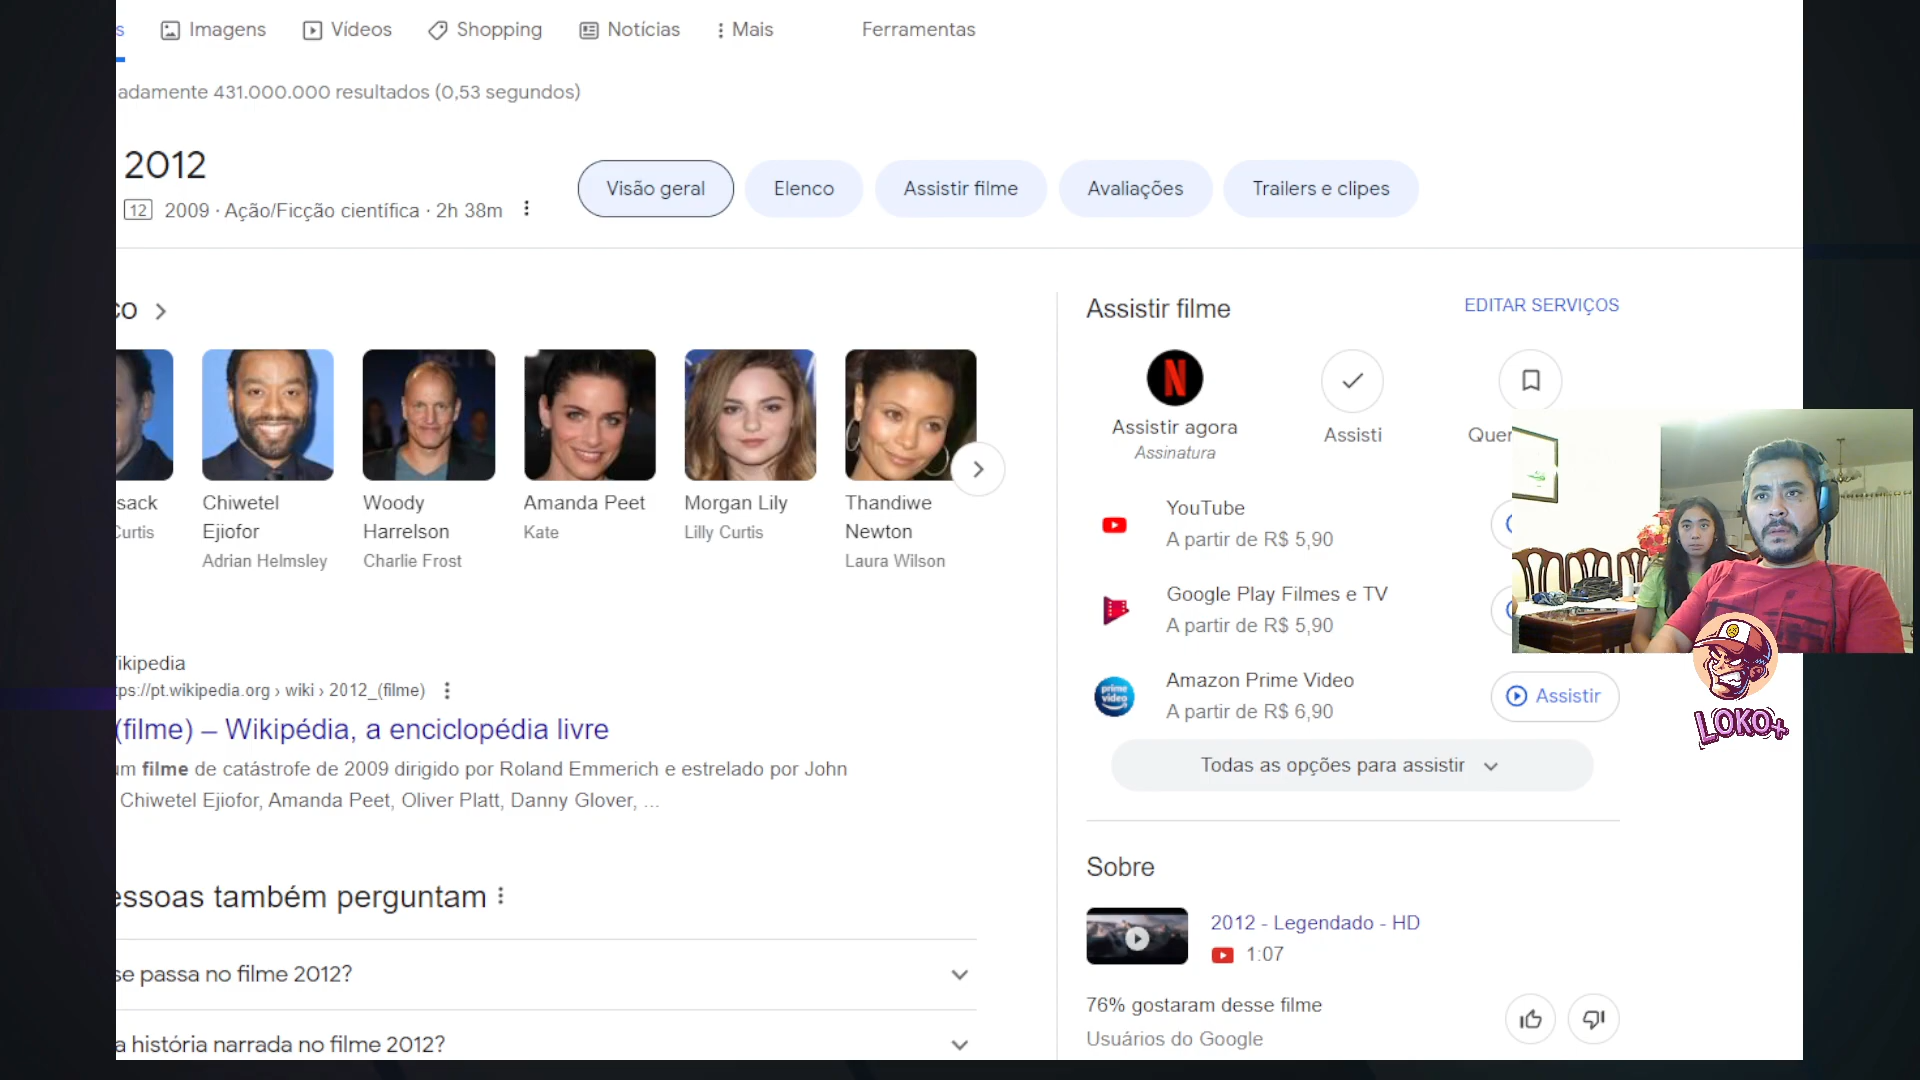 s Imagens Vídeos Shopping Notícias Mais Ferramentas
adamente 431.000.000 resultados (0,53 segundos)
2012
12 2009 · Ação/Ficção científica · 2h 38m
Visão geral Elenco Assistir filme Avaliações Trailers e clipes
co
sack
Curtis
Chiwetel
Ejiofor
Adrian Helmsley
Woody
Harrelson
Charlie Frost
Amanda Peet
Kate
Morgan Lily
Lilly Curtis
Thandiwe
Newton
Laura Wilson
Vikipedia
tps://pt.wikipedia.org › wiki › 2012_(filme)
(filme) – Wikipédia, a enciclopédia livre
um filme de catástrofe de 2009 dirigido por Roland Emmerich e estrelado por John
Chiwetel Ejiofor, Amanda Peet, Oliver Platt, Danny Glover, ...
essoas também perguntam
se passa no filme 2012?
a história narrada no filme 2012?
Assistir filme EDITAR SERVIÇOS
N
Assistir agora
Assinatura
Assisti
Quer
YouTube
A partir de R$ 5,90
Google Play Filmes e TV
A partir de R$ 5,90
prime
video
Amazon Prime Video
A partir de R$ 6,90
Assistir
Todas as opções para assistir
LOKO+
Sobre
2012 - Legendado - HD
1:07
76% gostaram desse filme
Usuários do Google